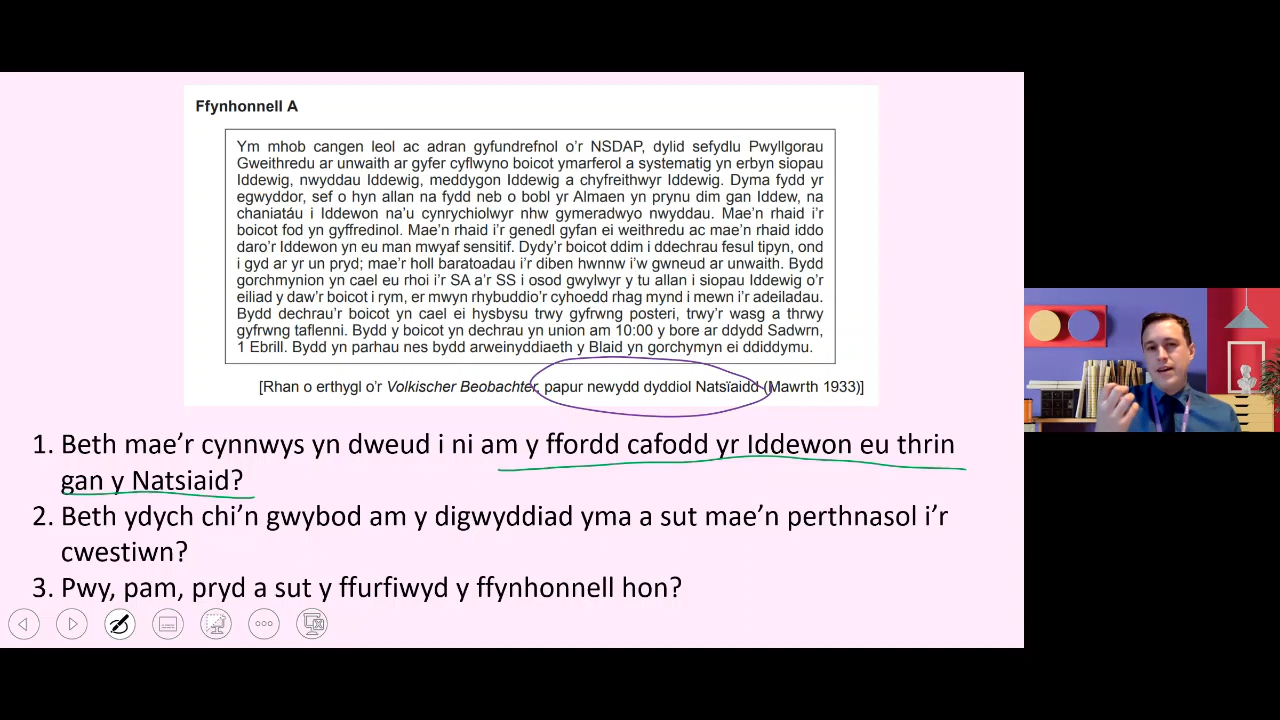 Ffynhonnell A
Ym mhob cangen leol ac adran gyfundrefnol o'r NSDAP, dylid sefydlu Pwyllgorau
Gweithredu ar unwaith ar gyfer cyflwyno boicot ymarferol a systematig yn erbyn siopau
Iddewig, nwyddau Iddewig, meddygon Iddewig a chyfreithwyr Iddewig. Dyma fydd yr
egwyddor, sef o hyn allan na fydd neb o bobl yr Almaen yn prynu dim gan Iddew, na
chaniatáu i Iddewon na'u cynrychiolwyr nhw gymeradwyo nwyddau. Mae'n rhaid i'r
boicot fod yn gyffredinol. Mae'n rhaid i'r genedl gyfan ei weithredu ac mae'n rhaid iddo
daro'r Iddewon yn eu man mwyaf sensitif. Dydy'r boicot ddim i ddechrau fesul tipyn, ond
i gyd ar yr un pryd; mae'r holl baratoadau i'r diben hwnnw i'w gwneud ar unwaith. Bydd
gorchmynion yn cael eu rhoi i'r SA a'r SS i osod gwylwyr y tu allan i siopau Iddewig o'r
eiliad y daw'r boicot i rym, er mwyn rhybuddio'r cyhoedd rhag mynd i mewn i'r adeiladau.
Bydd dechrau'r boicot yn cael ei hysbysu trwy gyfrwng posteri, trwy'r wasg a thrwy
gyfrwng taflenni. Bydd y boicot yn dechrau yn union am 10:00 y bore ar ddydd Sadwrn,
1 Ebrill. Bydd yn parhau nes bydd arweinyddiaeth y Blaid yn gorchymyn ei ddiddymu.
[Rhan o erthygl o'r Volkischer Beobachter, papur newydd dyddiol Natsïaidd (Mawrth 1933)]
1. Beth mae'r cynnwys yn dweud i ni am y ffordd cafodd yr Iddewon eu thrin
gan y Natsiaid?
2. Beth ydych chi'n gwybod am y digwyddiad yma a sut mae'n perthnasol i'r
cwestiwn?
3. Pwy, pam, pryd a sut y ffurfiwyd y ffynhonnell hon?